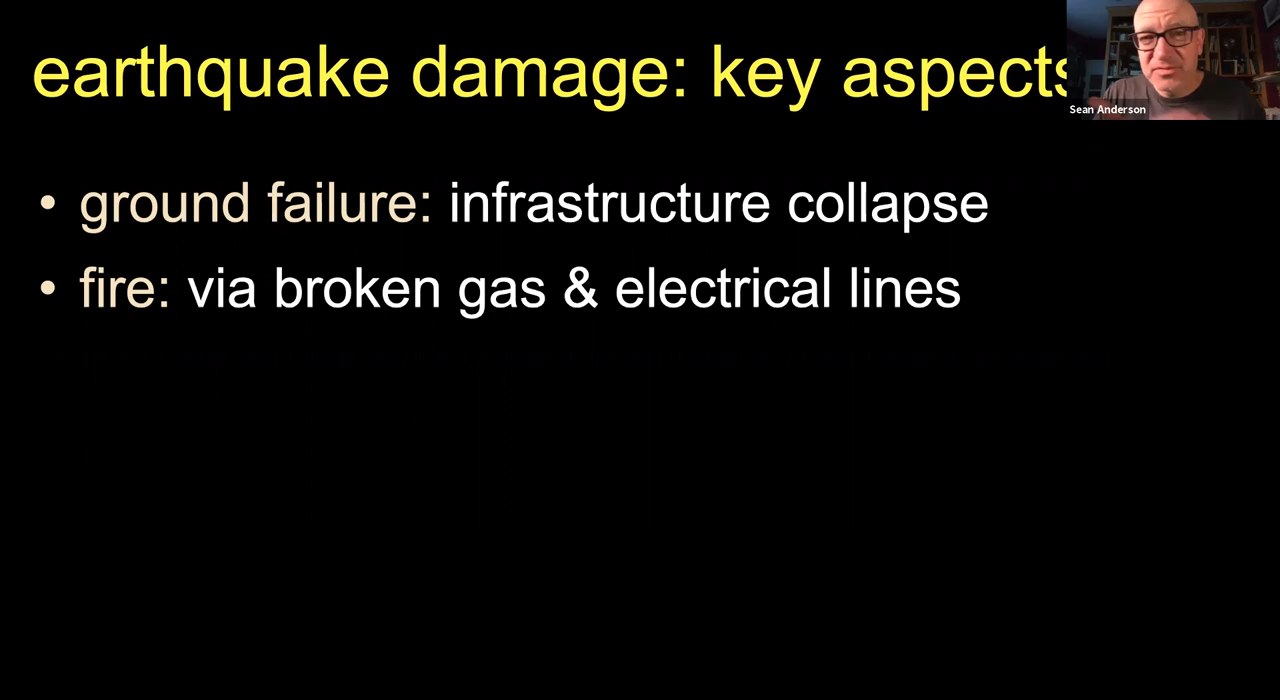 earthquake damage: key aspects
Sean Anderson
• ground failure: infrastructure collapse
• fire: via broken gas & electrical lines